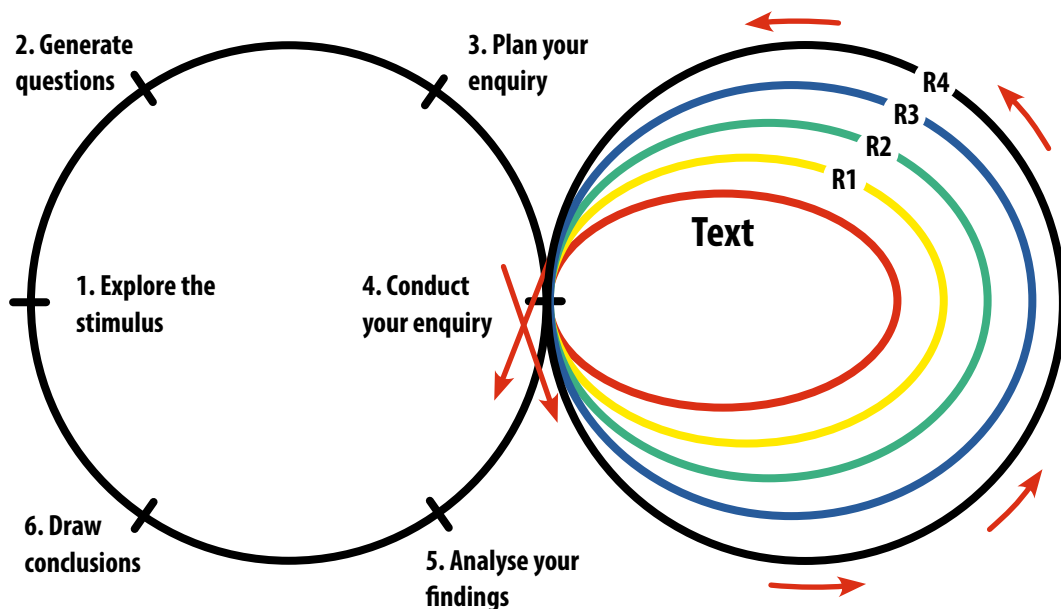 2. Generate
questions
3. Plan your
enquiry
R4
R3
R2
R1
Text
1. Explore the
stimulus
4. Conduct
your enquiry
6. Draw
conclusions
5. Analyse your
findings